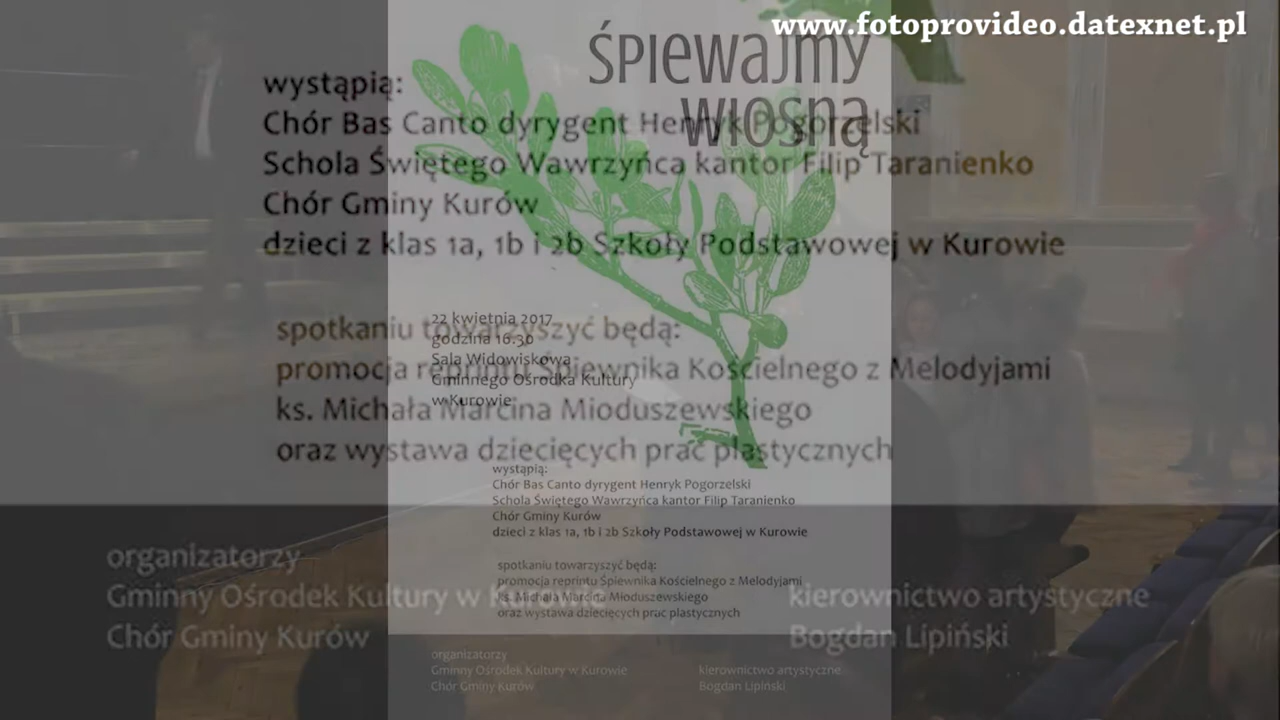 www.fotoprovideo.datexnet.pl
śpiewajmy
wiosną
wystąpią:
Chór Bas Canto dyrygent Henryk Pogorzelski
Schola Świętego Wawrzyńca kantor Filip Taranienko
Chór Gminy Kurów
dzieci z klas 1a, 1b i 2b Szkoły Podstawowej w Kurowie
spotkaniu towarzyszyć będą:
promocja reprintu Śpiewnika Kościelnego z Melodyjami
ks. Michała Marcina Mioduszewskiego
oraz wystawa dziecięcych prac plastycznych
organizatorzy
Gminny Ośrodek Kultury w K
Chór Gminy Kurów
kierownictwo artystyczne
Bogdan Lipiński
22 kwietnia 2017
godzina 16.30
Sala Widowiskowa
Gminnego Ośrodka Kultury
w Kurowie
wystąpią:
Chór Bas Canto dyrygent Henryk Pogorzelski
Schola Świętego Wawrzyńca kantor Filip Taranienko
Chór Gminy Kurów
dzieci z klas 1a, 1b i 2b Szkoły Podstawowej w Kurowie
spotkaniu towarzyszyć będą:
promocja reprintu Śpiewnika Kościelnego z Melodyjami
ks. Michała Marcina Mioduszewskiego
oraz wystawa dziecięcych prac plastycznych
organizatorzy
Gminny Ośrodek Kultury w Kurowie
Chór Gminy Kurów
kierownictwo artystyczne
Bogdan Lipiński